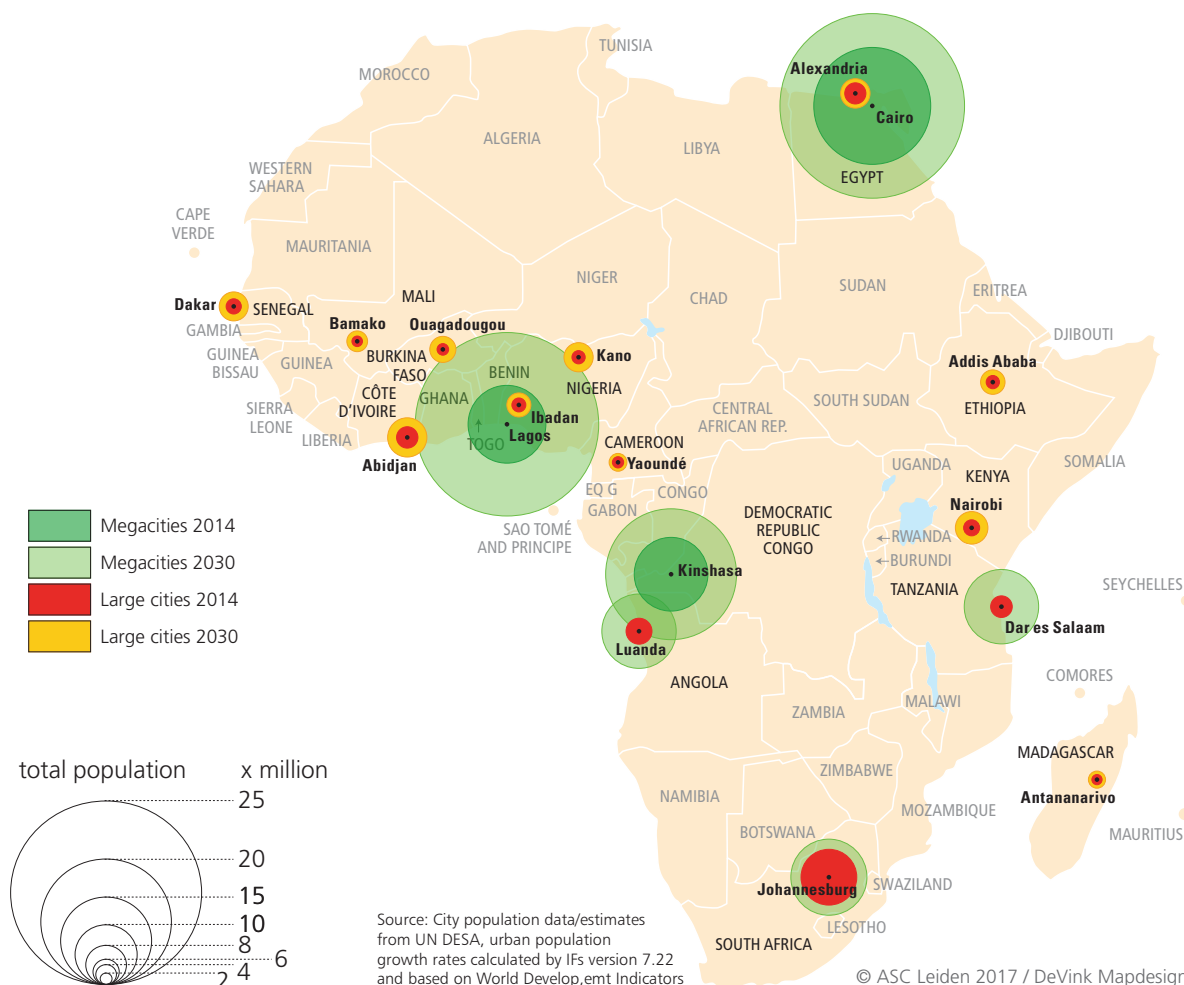 TUNISIA
MOROCCO
Alexandria
ALGERIA
Cairo
LIBYA
WESTERN
SAHARA
EGYPT
CAPE
VERDE
MAURITANIA
NIGER
SUDAN
CHAD
MALI
ERITREA
Dakar
SENEGAL
Bamako
Ouagadougou
GAMBIA
DJIBOUTI
GUINEA
BISSAU
GUINEA
BURKINA
FASO
BENIN
Kano
NIGERIA
Addis Ababa
ETHIOPIA
CÔTE
D'IVOIRE
GHANA
SOUTH SUDAN
SIERRA
LEONE
Ibadan
Lagos
CENTRAL
AFRICAN REP.
LIBERIA
TOGO
CAMEROON
Yaoundé
Abidjan
UGANDA
KENYA
SOMALIA
EQ G
GABON
CONGO
Nairobi
SAO TOMÉ
AND PRINCIPE
DEMOCRATIC
REPUBLIC
CONGO
←RWANDA
←BURUNDI
Kinshasa
TANZANIA
SEYCHELLES
Dar es Salaam
Luanda
ANGOLA
COMORES
MALAWI
ZAMBIA
MADAGASCAR
ZIMBABWE
Antananarivo
NAMIBIA
MOZAMBIQUE
BOTSWANA
MAURITIUS
Johannesburg
SWAZILAND
LESOTHO
SOUTH AFRICA
Megacities 2014
Megacities 2030
Large cities 2014
Large cities 2030
total population x million
25
20
15
10
8
6
4
2
Source: City population data/estimates
from UN DESA, urban population
growth rates calculated by IFs version 7.22
and based on World Develop,emt Indicators
© ASC Leiden 2017 / DeVink Mapdesign